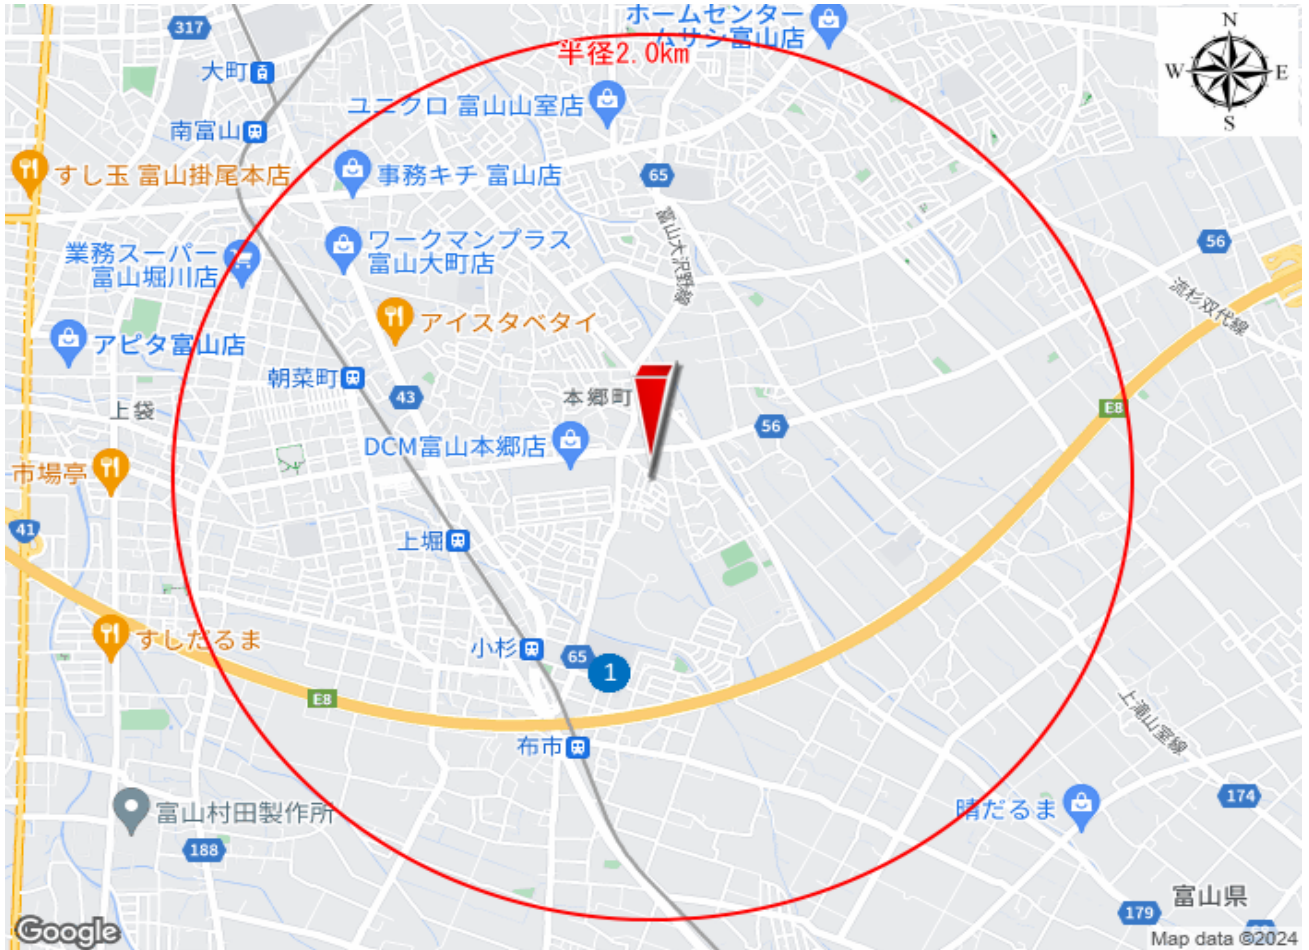 317
大町
南富山
ホームセンター
ムサシ富山店
半径2.0km
N
W
E
S
ユニクロ 富山山室店
すし玉 富山掛尾本店
事務キチ 富山店
65
富山大沢野線
業務スーパー
富山堀川店
ワークマンプラス
富山大町店
56
流杉双代線
アイスタベタイ
アピタ富山店
朝菜町
43
本郷町
上袋
E8
56
DCM富山本郷店
市場亭
41
上堀
すしだるま
小杉
65
1
E8
布市
上滝山室線
174
晴だるま
富山村田製作所
188
富山県
179
Google
Map data ©2024